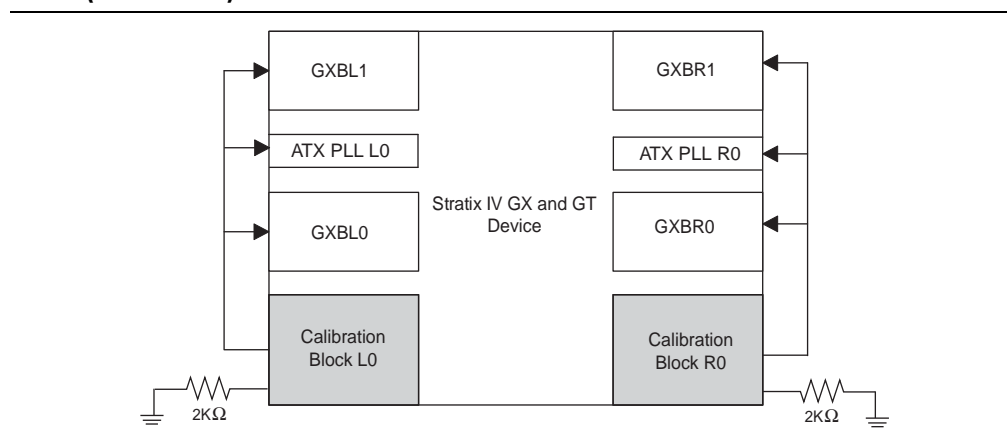 GXBL1
GXBR1
ATX PLL L0
ATX PLL R0
Stratix IV GX and GT
Device
GXBL0
GXBR0
Calibration
Block L0
Calibration
Block R0
2KΩ
2KΩ